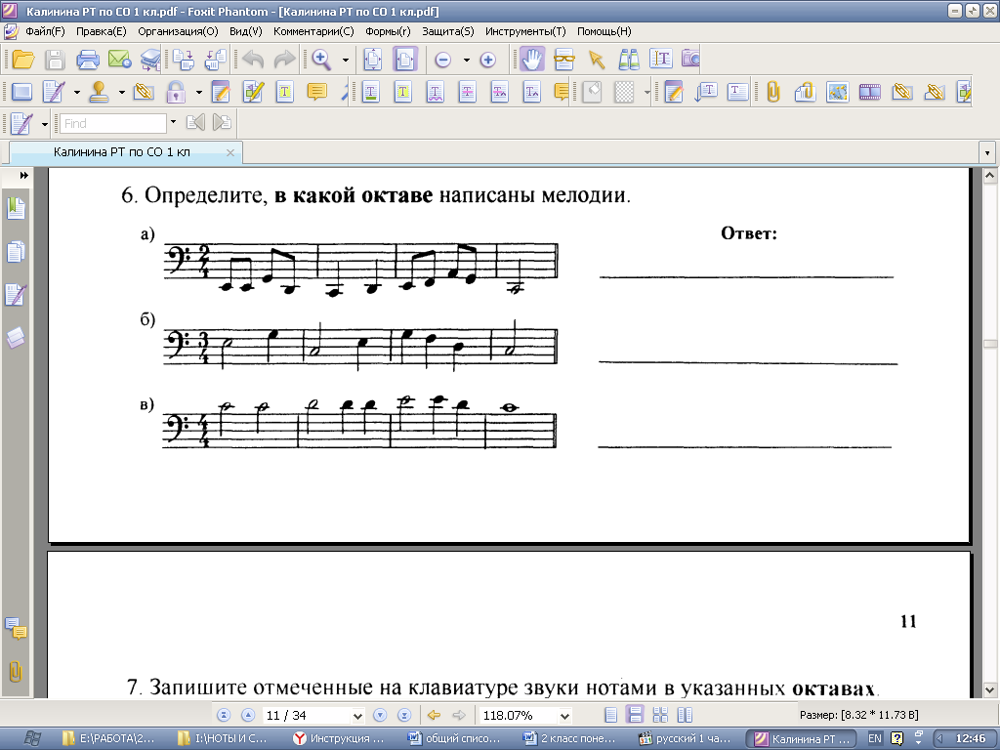 Калинина РТ по СО 1 кл.pdf - Foxit Phantom - [Калинина РТ по СО 1 кл.pdf]
Файл(F) Правка(E) Организация(O) Вид(V) Комментарии(C) Формы(r) Защита(S) Инструменты(T) Помощь(H)
Find
Калинина РТ по СО 1 кл
6. Определите, в какой октаве написаны мелодии.
а)
Ответ:
2
4
б)
3
4
в)
4
4
11
7. Запишите отмеченные на клавиатуре звуки нотами в указанных октавах.
11 / 34
118.07%
Размер: [8.32 * 11.73 В]
E:\РАБОТА\2...
I:\НОТЫ И С...
Инструкция ...
общий списо...
2 класс поне...
русский 1 ча...
Калинина РТ ...
EN
12:46